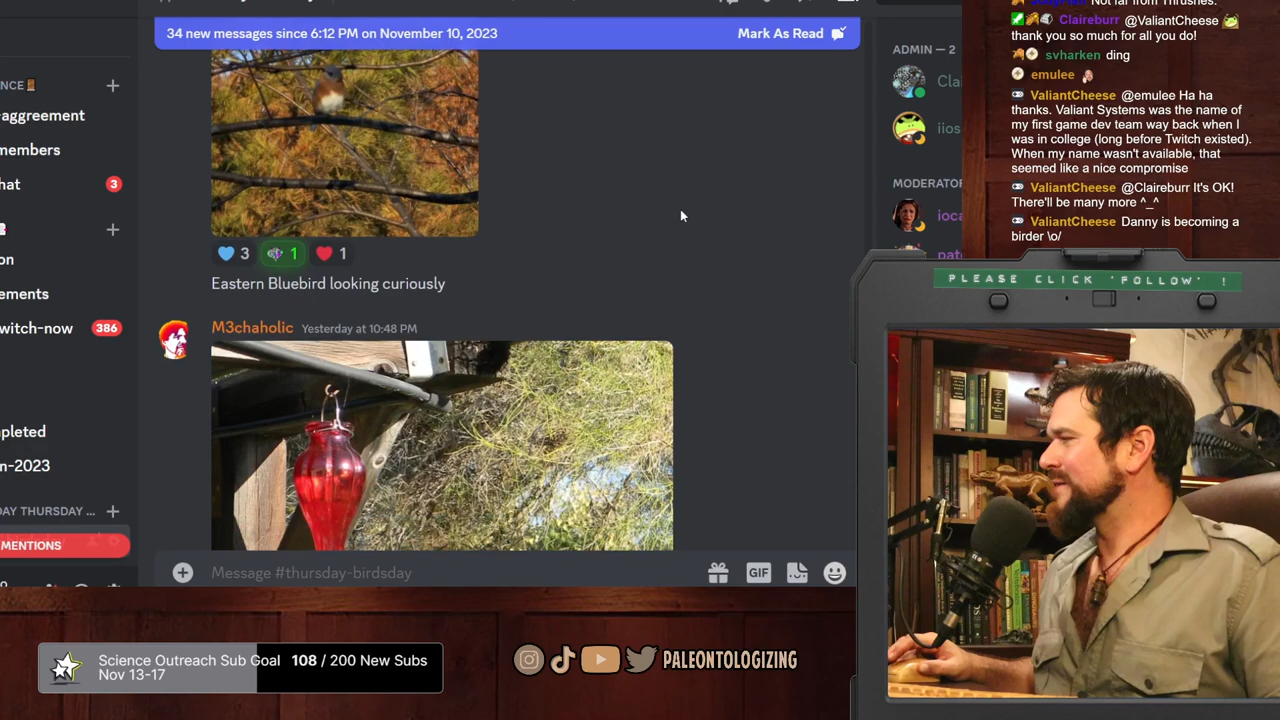 34 new messages since 6:12 PM on November 10, 2023
Mark As Read
NCE
aggreement
members
hat
3
on
ements
witch-now
386
pleted
n-2023
DAY THURSDAY ...
MENTIONS
3
1
1
Eastern Bluebird looking curiously
M3chaholic Yesterday at 10:48 PM
Message #thursday-birdsday
GIF
ADMIN — 2
Cla
iios
MODERATOR
ioca
pate
Not far from Thrushes.
Claireburr @ValiantCheese
thank you so much for all you do!
svharken ding
emulee
ValiantCheese @emulee Ha ha
thanks. Valiant Systems was the name of
my first game dev team way back when I
was in college (long before Twitch existed).
When my name wasn't available, that
seemed like a nice compromise
ValiantCheese @Claireburr It's OK!
There'll be many more ^_^
ValiantCheese Danny is becoming a
birder \o/
PLEASE CLICK 'FOLLOW' !
Science Outreach Sub Goal 108 / 200 New Subs
Nov 13-17
PALEONTOLOGIZING